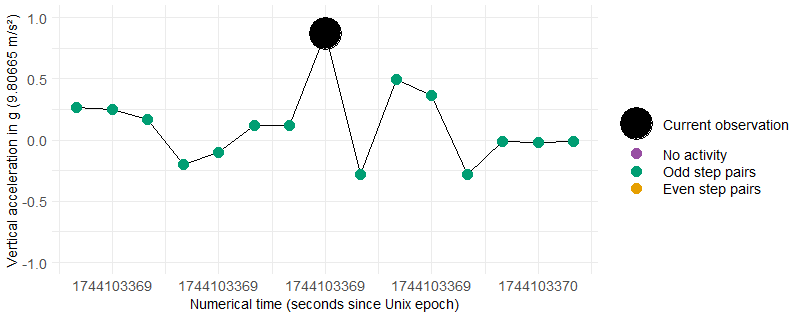 Vertical acceleration in g (9.80665 m/s²)
1.0
0.5
0.0
-0.5
-1.0
1744103369 1744103369 1744103369 1744103369 1744103370
Numerical time (seconds since Unix epoch)
Current observation
No activity
Odd step pairs
Even step pairs